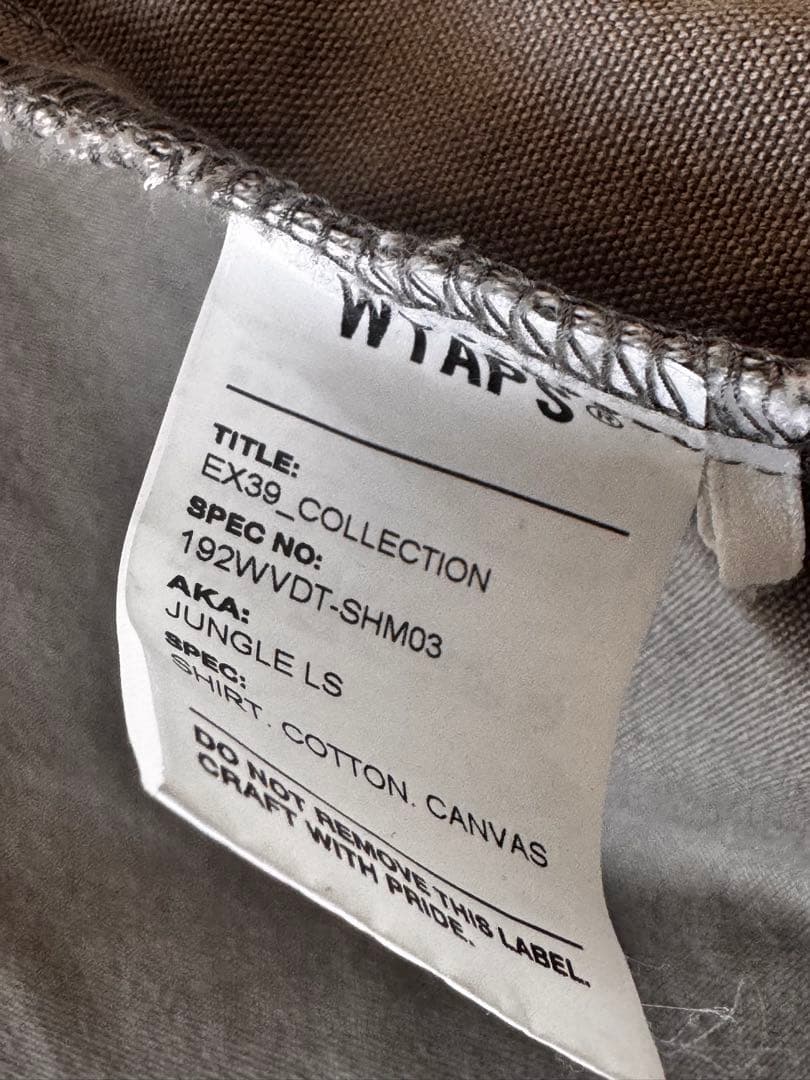 WTAPS®
TITLE:
EX39_COLLECTION
SPEC NO:
192WVDT-SHM03
AKA:
JUNGLE LS
SPEC:
SHIRT. COTTON. CANVAS
DO NOT REMOVE THIS LABEL.
CRAFT WITH PRIDE.